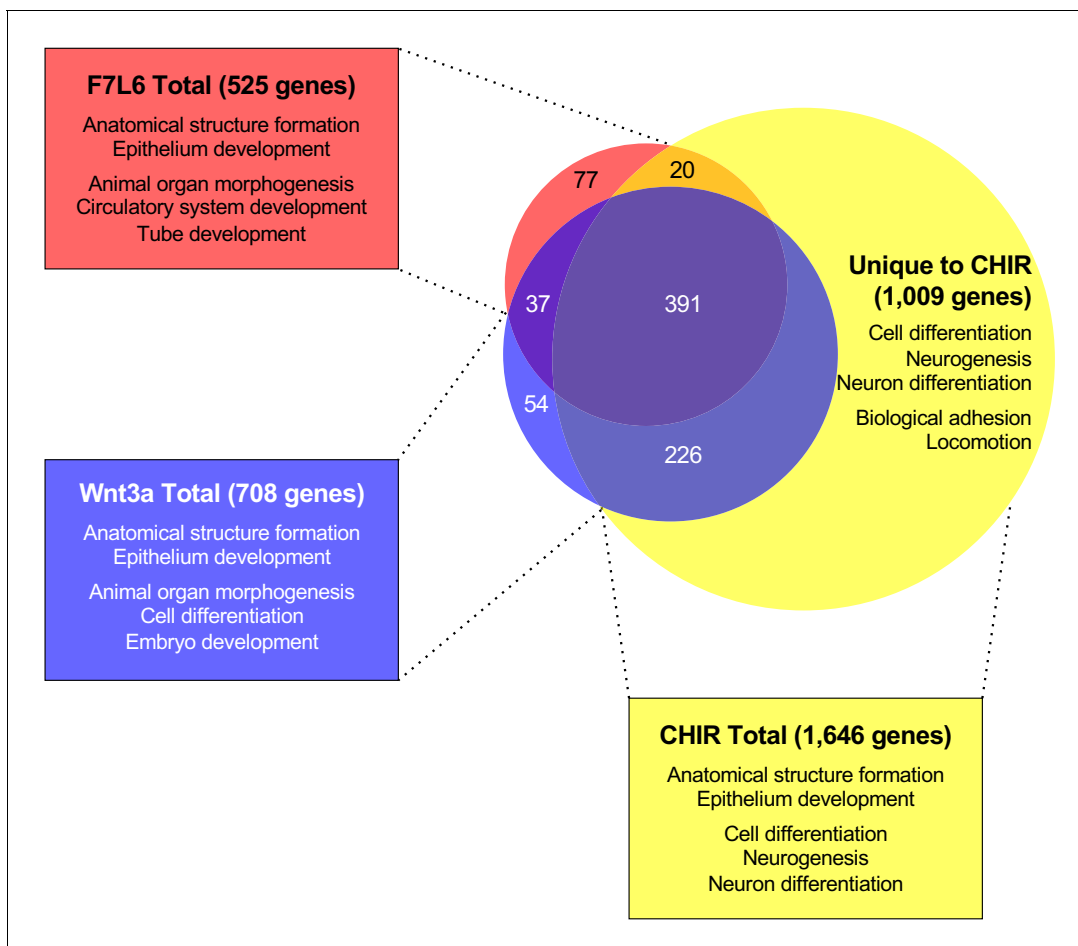 F7L6 Total (525 genes)
Anatomical structure formation
Epithelium development
Animal organ morphogenesis
Circulatory system development
Tube development
77
20
37
391
54
226
Unique to CHIR
(1,009 genes)
Cell differentiation
Neurogenesis
Neuron differentiation
Biological adhesion
Locomotion
Wnt3a Total (708 genes)
Anatomical structure formation
Epithelium development
Animal organ morphogenesis
Cell differentiation
Embryo development
CHIR Total (1,646 genes)
Anatomical structure formation
Epithelium development
Cell differentiation
Neurogenesis
Neuron differentiation